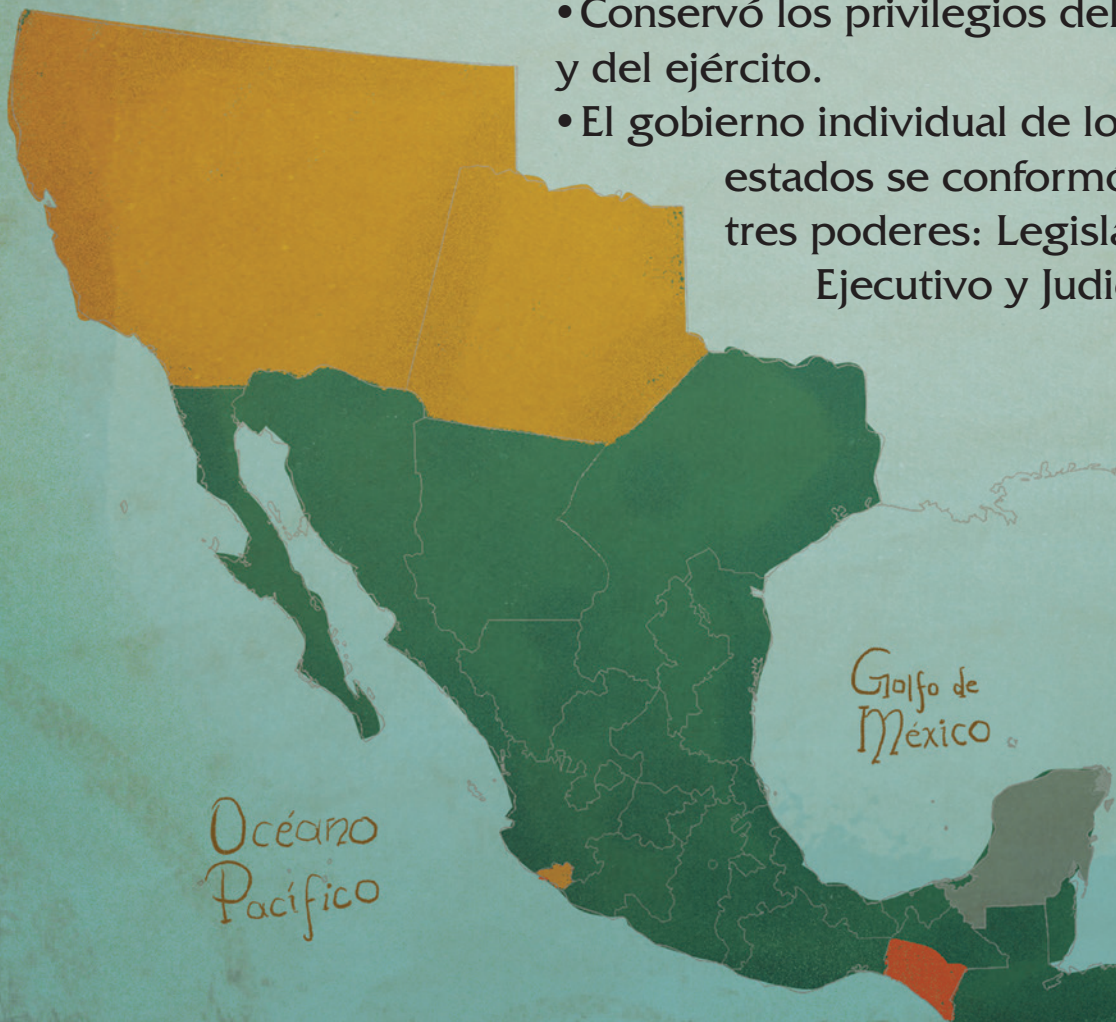 • Conservó los privilegios del
y del ejército.
• El gobierno individual de
estados se
tres poderes:
Ejecutivo y
Golfo de
México
Océano
Pacífico